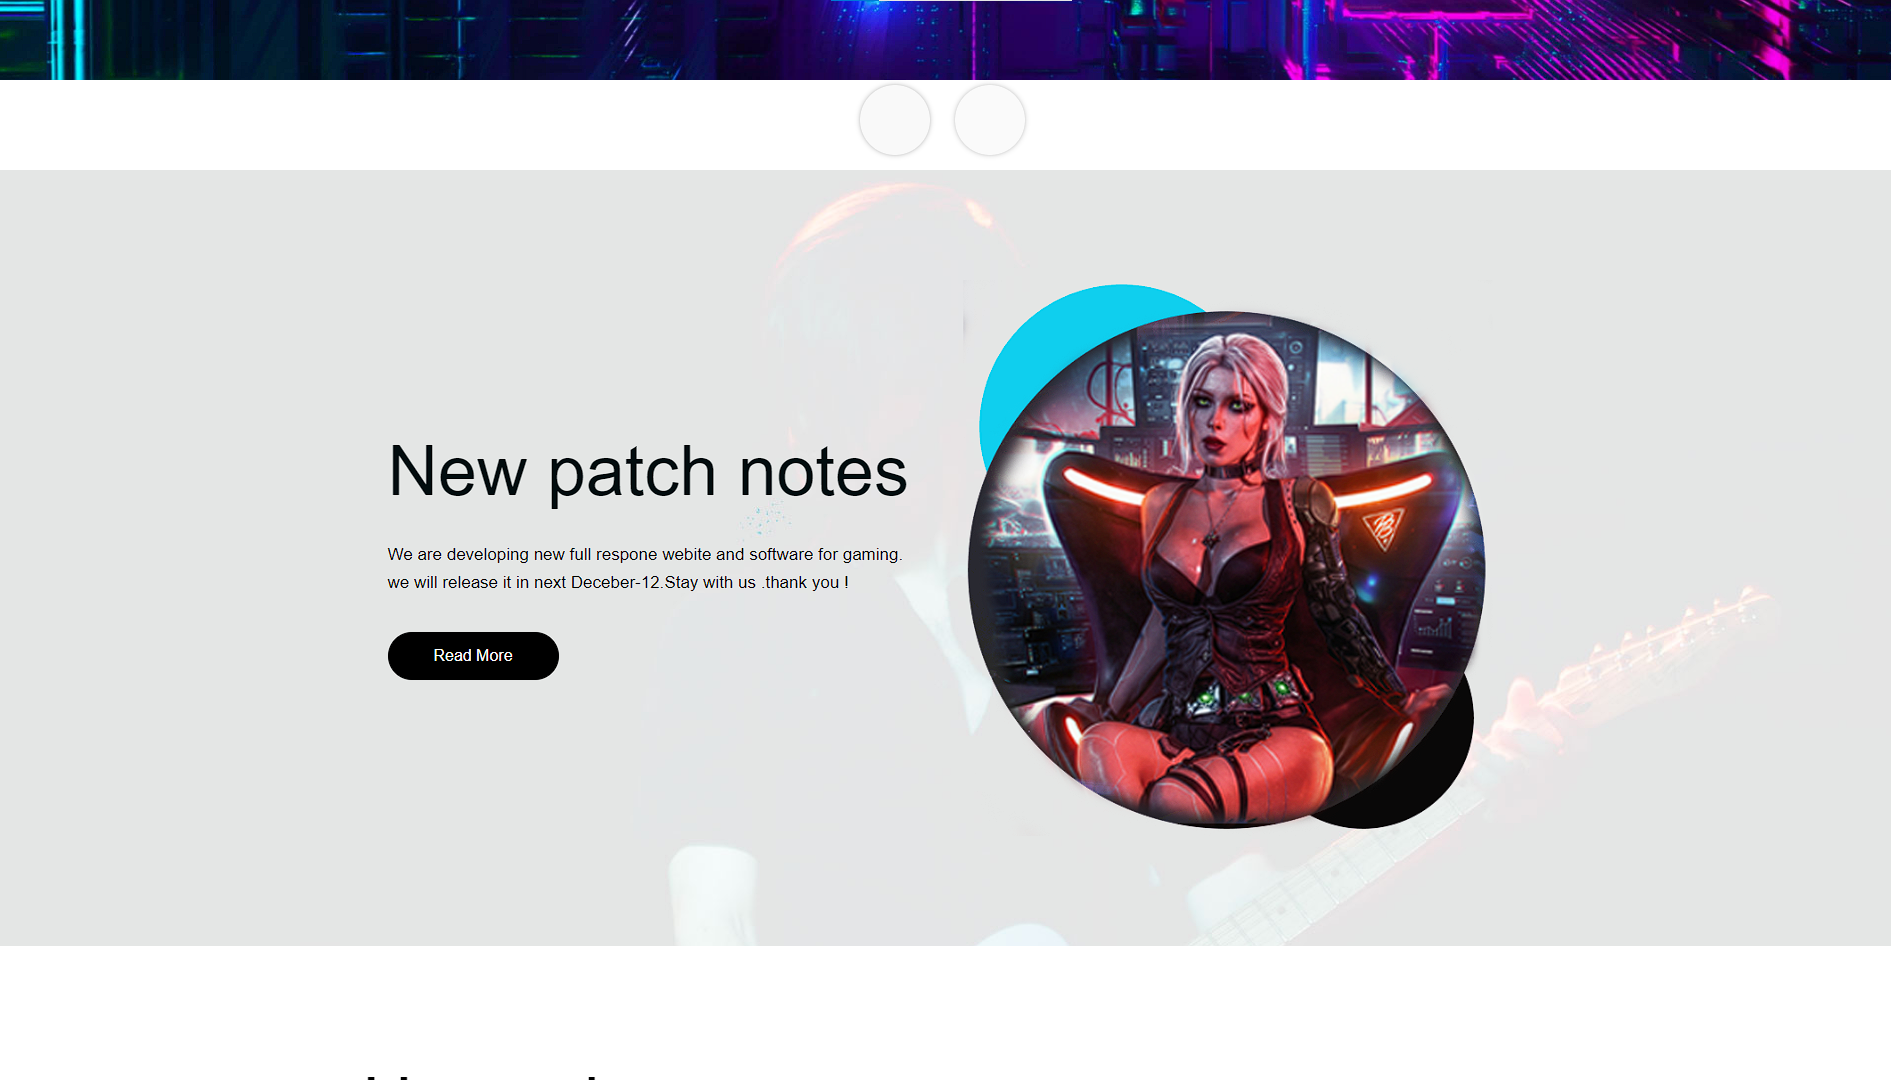 New patch notes
We are developing new full respone webite and software for gaming.
we will release it in next Deceber-12.Stay with us .thank you !
Read More